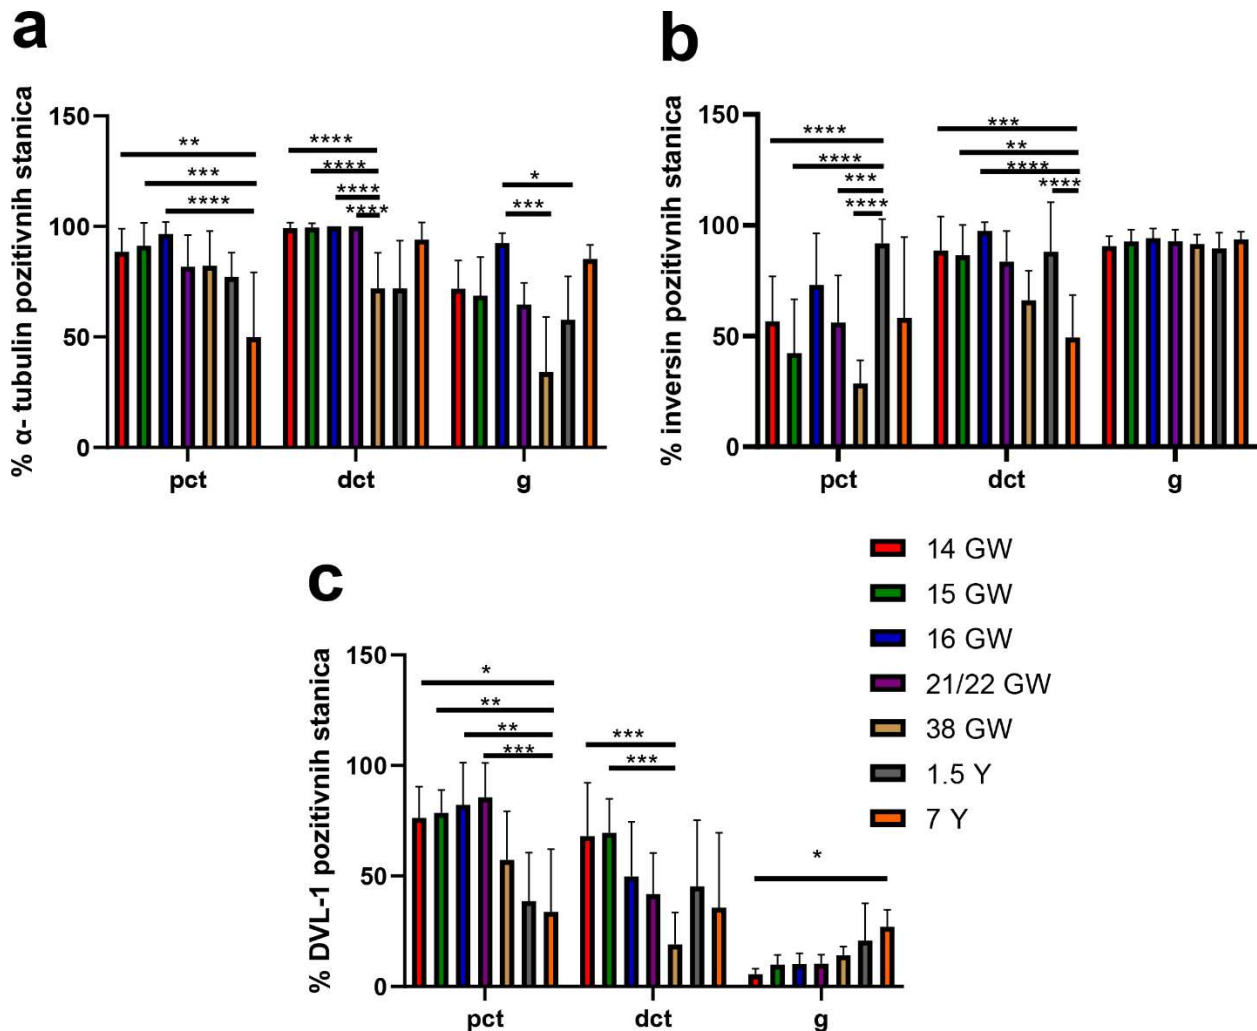 a
% α- tubulin pozitivnih stanica
150
100
50
0
**
***
****
****
****
****
****
*
***
pct
dct
g
b
% inversin pozitivnih stanica
150
100
50
0
****
****
***
****
***
**
****
****
pct
dct
g
c
% DVL-1 pozitivnih stanica
150
100
50
0
*
**
**
***
***
***
*
pct
dct
g
14 GW
15 GW
16 GW
21/22 GW
38 GW
1.5 Y
7 Y